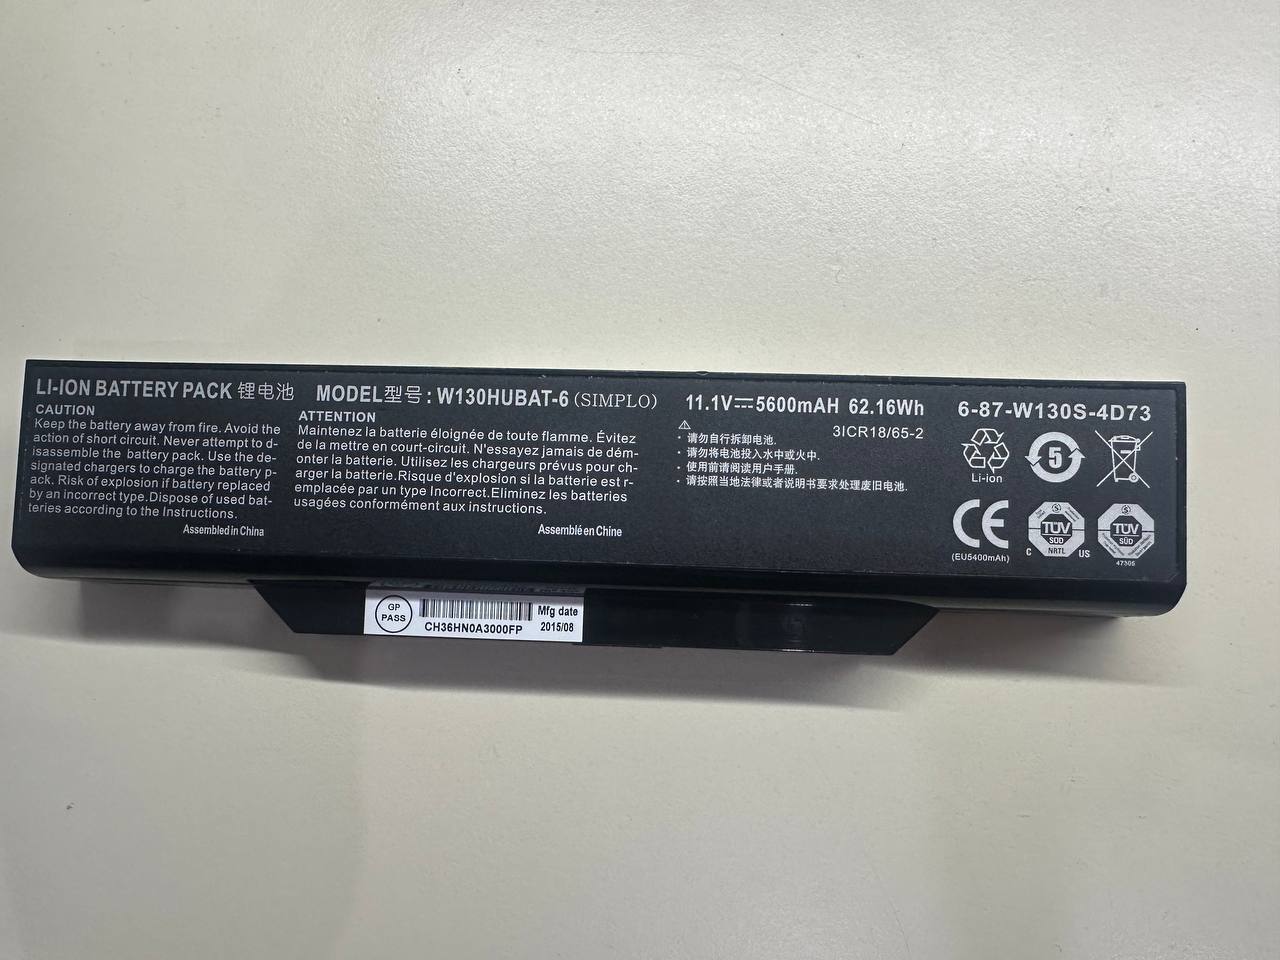 LI-ION BATTERY PACK 锂电池
CAUTION
Keep the battery away from fire. Avoid the
action of short circuit. Never attempt to d-
isassemble the battery pack. Use the de-
signated chargers to charge the battery p-
ack. Risk of explosion if battery replaced
by an incorrect type.Dispose of used bat-
teries according to the Instructions.
Assembled in China
MODEL型号: W130HUBAT-6 (SIMPLO)
ATTENTION
Maintenez la batterie éloignée de toute flamme. Évitez
de la mettre en court-circuit. N'essayez jamais de dém-
onter la batterie. Utilisez les chargeurs prévus pour ch-
arger la batterie.Risque d'explosion si la batterie est r-
emplacée par un type Incorrect.Eliminez les batteries
usagées conformément aux instructions.
Assemblé en Chine
11.1V⎓5600mAH 62.16Wh
3ICR18/65-2
· 请勿自行拆卸电池.
· 请勿将电池投入水中或火中.
· 使用前请阅读用户手册.
· 请按照当地法律或者说明书要求处理废旧电池.
6-87-W130S-4D73
Li-ion
5
CE
(EU5400mAh)
TÜV
SÜD
NRTL
C US
TÜV
SÜD
47305
GP
PASS
CH36HN0A3000FP
Mfg date
2015/08